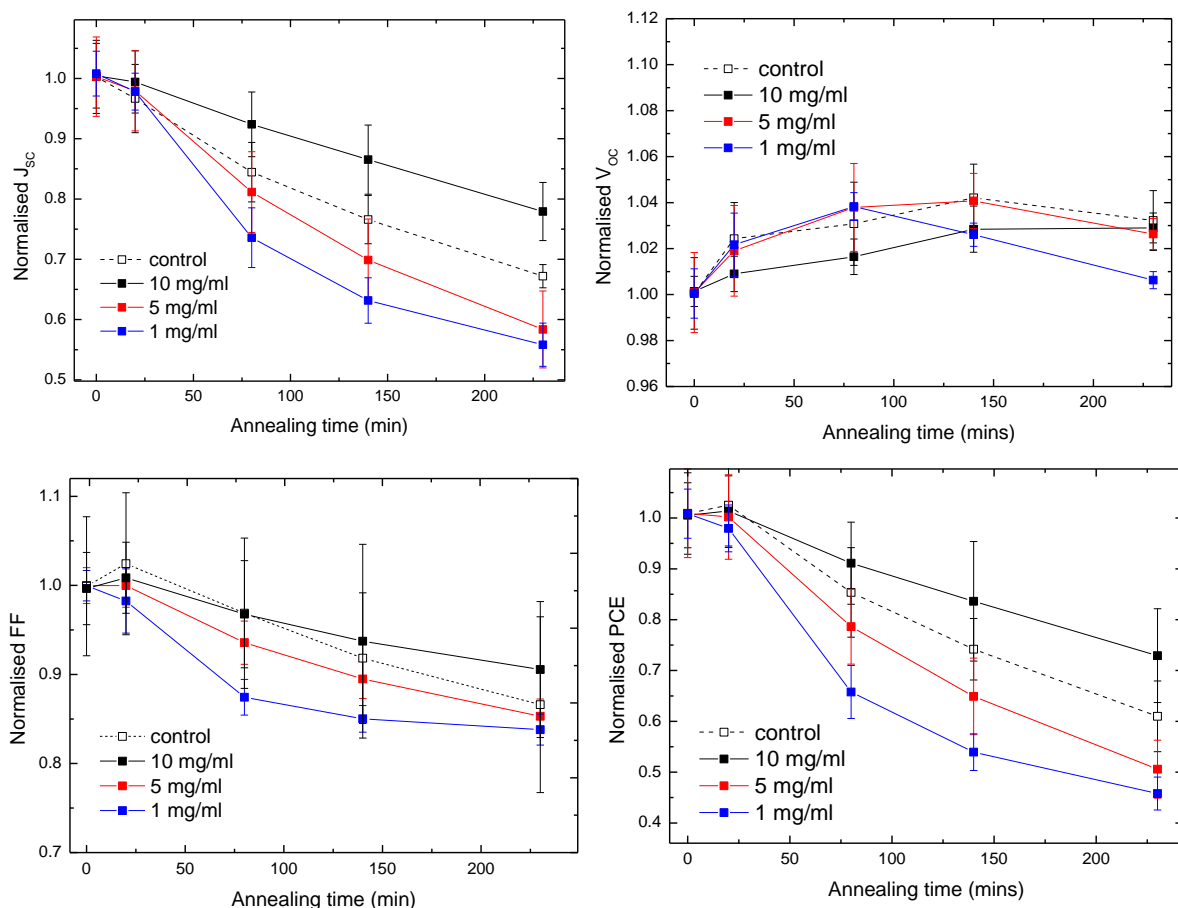 Normalised J_SC
1.0
0.9
0.8
0.7
0.6
0.5
control
10 mg/ml
5 mg/ml
1 mg/ml
0 50 100 150 200
Annealing time (min)
Normalised V_OC
1.12
1.10
1.08
1.06
1.04
1.02
1.00
0.98
0.96
control
10 mg/ml
5 mg/ml
1 mg/ml
0 50 100 150 200
Annealing time (mins)
Normalised FF
1.1
1.0
0.9
0.8
0.7
control
10 mg/ml
5 mg/ml
1 mg/ml
0 50 100 150 200
Annealing time (min)
Normalised PCE
1.0
0.9
0.8
0.7
0.6
0.5
0.4
control
10 mg/ml
5 mg/ml
1 mg/ml
0 50 100 150 200
Annealing time (mins)